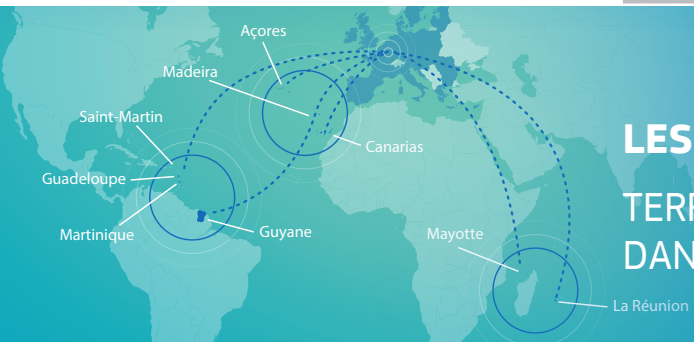 Açores
Madeira
Saint-Martin
Canarias
Guadeloupe
Martinique
Guyane
Mayotte
La Réunion
LES
TERR
DAN